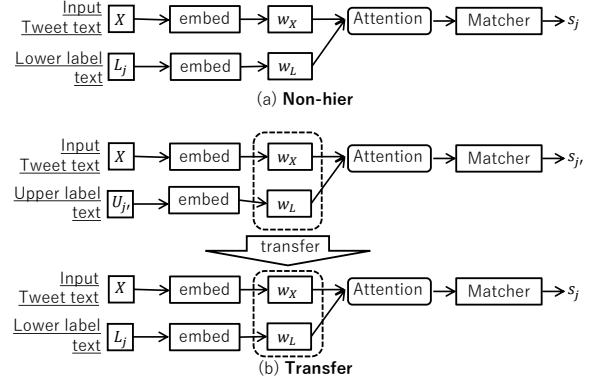 Input
Tweet text X embed w_X Attention Matcher s_j
Lower label
text L_j embed w_L
(a) Non-hier
Input
Tweet text X embed w_X Attention Matcher s_j′
Upper label
text U_j′ embed w_L
transfer
Input
Tweet text X embed w_X Attention Matcher s_j
Lower label
text L_j embed w_L
(b) Transfer